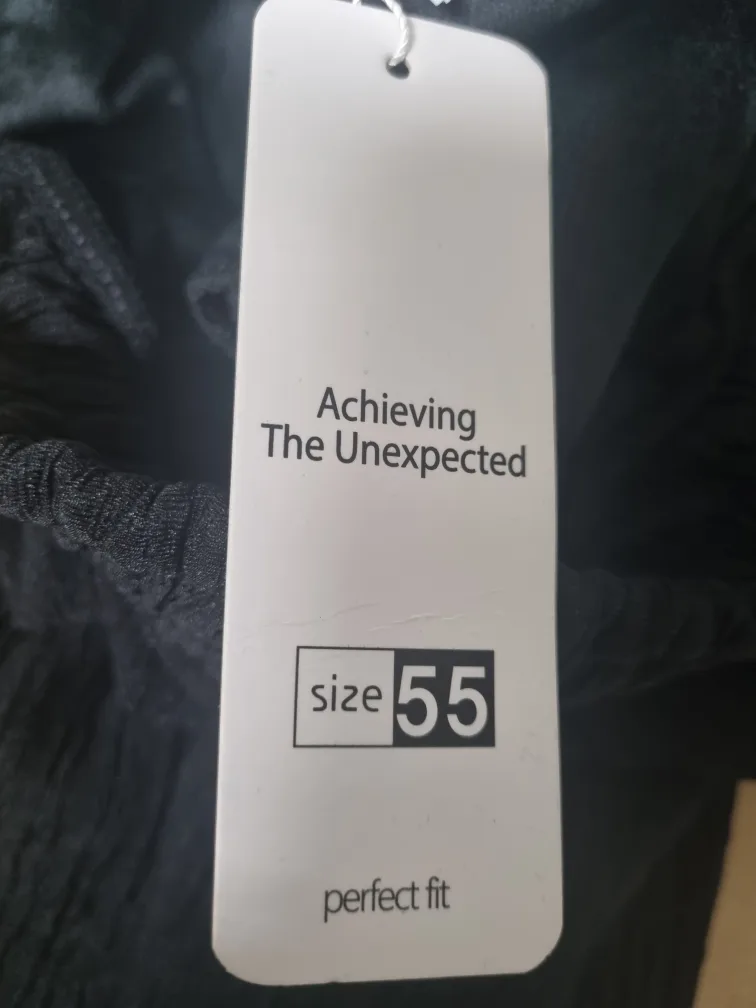 Achieving
The Unexpected
size 55
perfect fit